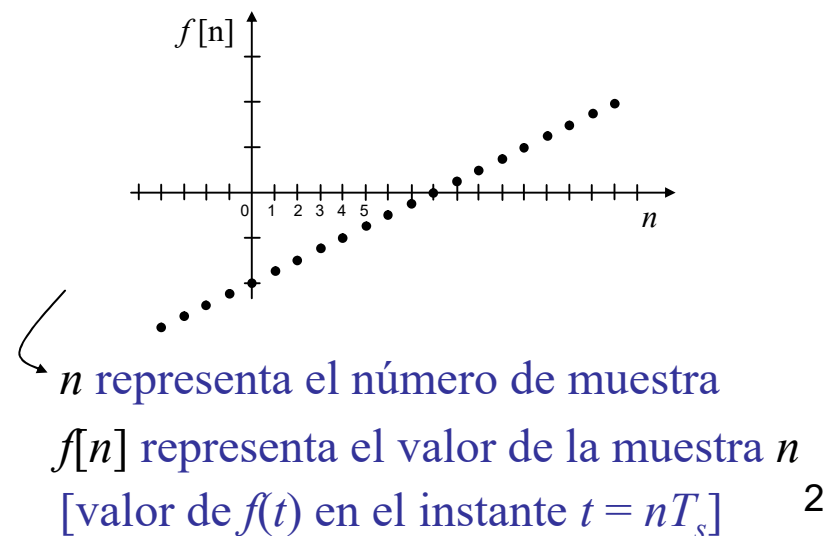 f[n]
0 1 2 3 4 5
n
n representa el número de muestra
f[n] representa el valor de la muestra n
[valor de f(t) en el instante t = nTₛ]
2